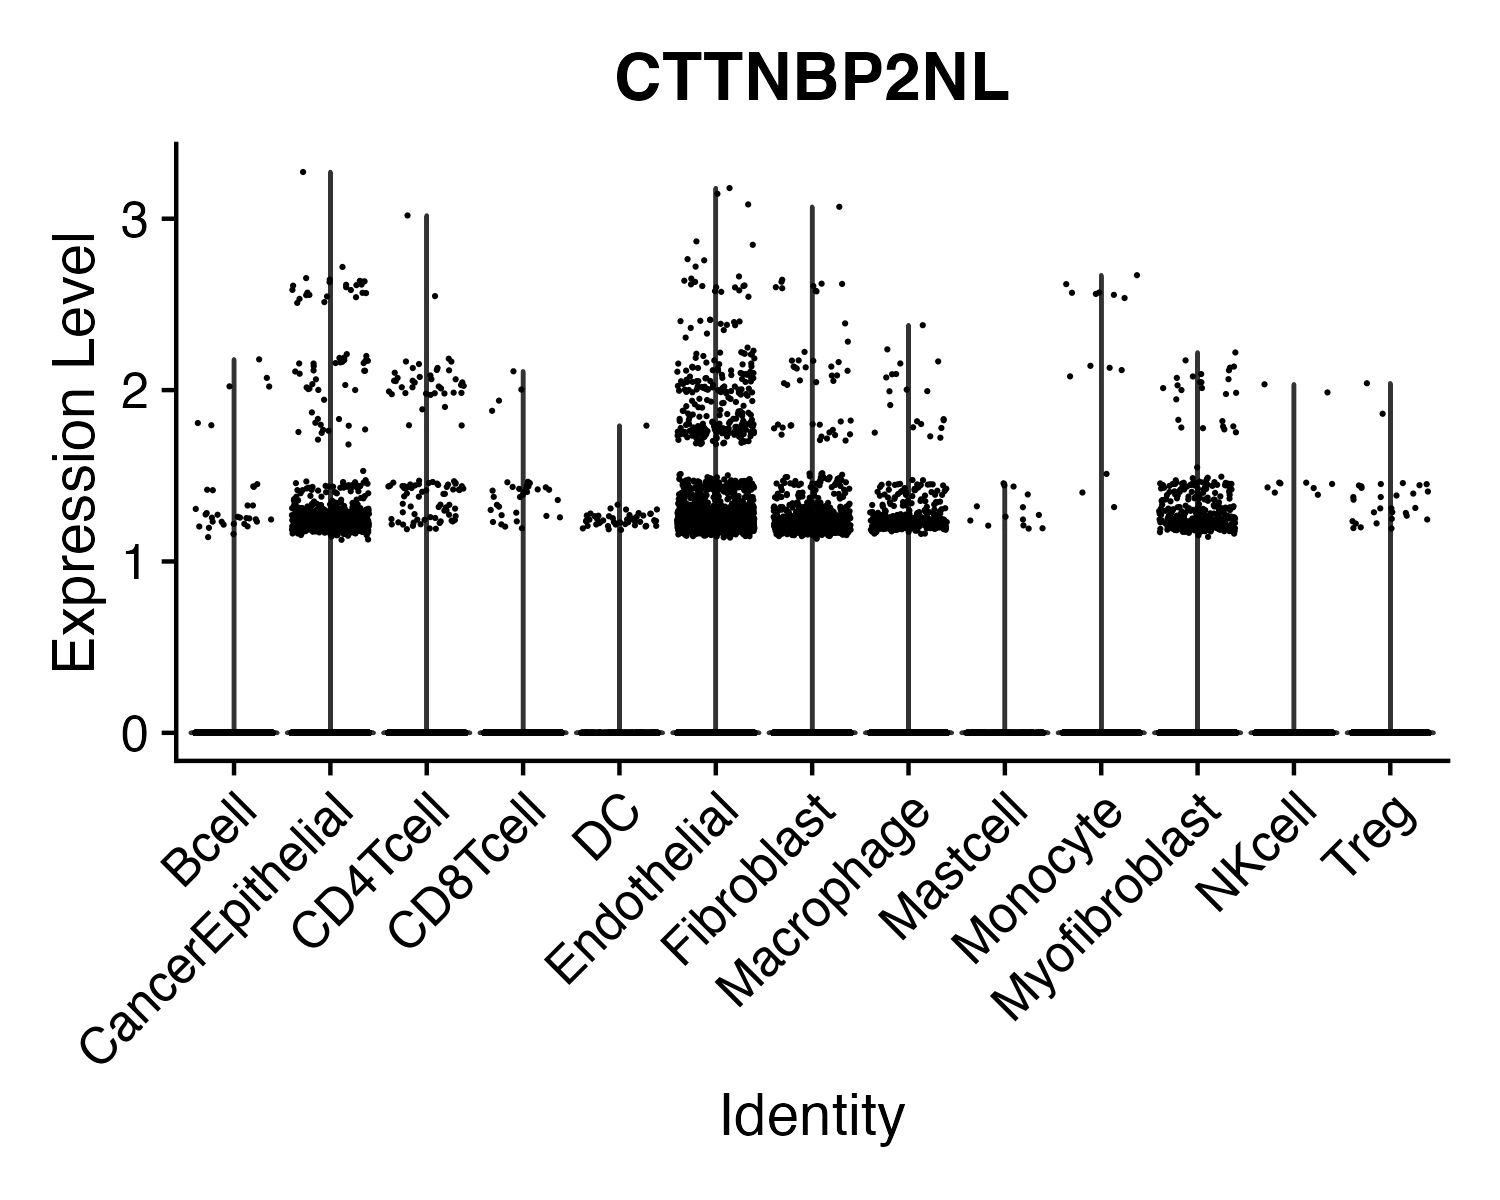 CTTNBP2NL
Expression Level
3
2
1
0
Bcell
CancerEpithelial
CD4Tcell
CD8Tcell
DC
Endothelial
Fibroblast
Macrophage
Mastcell
Monocyte
Myofibroblast
NKcell
Treg
Identity